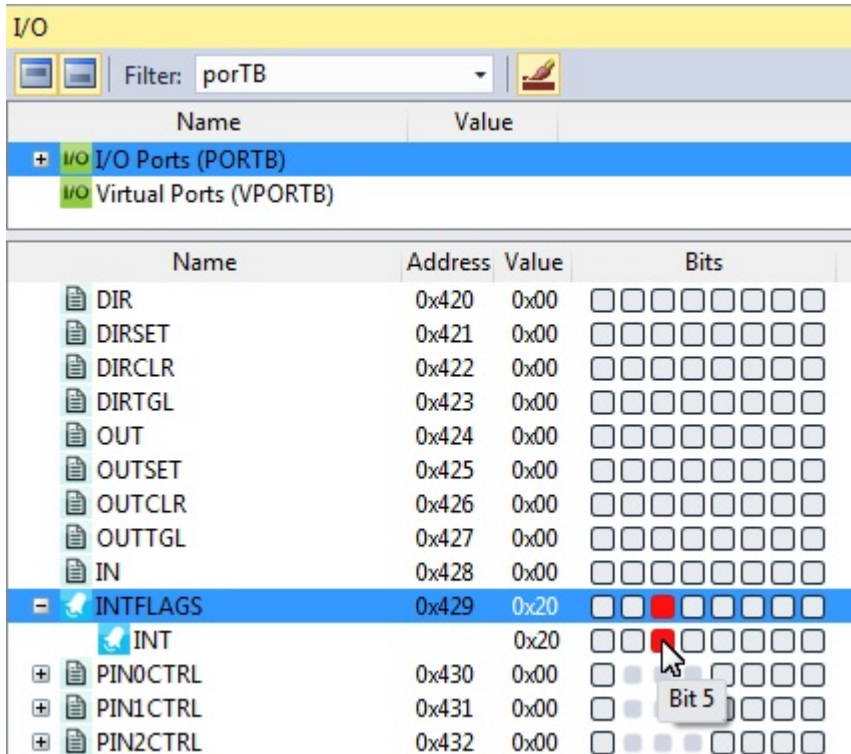 I/O
Filter: porTB
Name Value
I/O I/O Ports (PORTB)
I/O Virtual Ports (VPORTB)
Name Address Value Bits
DIR 0x420 0x00
DIRSET 0x421 0x00
DIRCLR 0x422 0x00
DIRTGL 0x423 0x00
OUT 0x424 0x00
OUTSET 0x425 0x00
OUTCLR 0x426 0x00
OUTTGL 0x427 0x00
IN 0x428 0x00
INTFLAGS 0x429 0x20
INT 0x20
PIN0CTRL 0x430 0x00
Bit 5
PIN1CTRL 0x431 0x00
PIN2CTRL 0x432 0x00